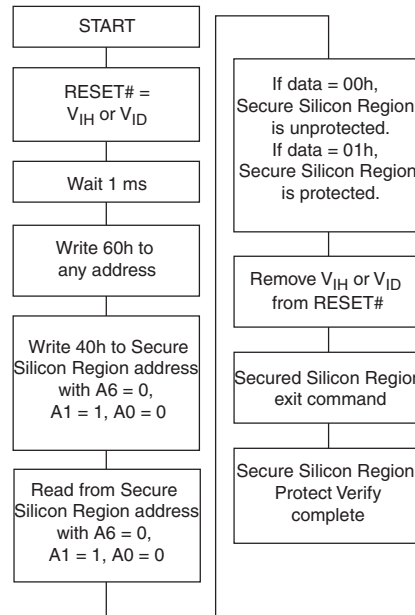 START
RESET# =
VIH or VID
Wait 1 ms
Write 60h to
any address
Write 40h to Secure
Silicon Region address
with A6 = 0,
A1 = 1, A0 = 0
Read from Secure
Silicon Region address
with A6 = 0,
A1 = 1, A0 = 0
If data = 00h,
Secure Silicon Region
is unprotected.
If data = 01h,
Secure Silicon Region
is protected.
Remove VIH or VID
from RESET#
Secured Silicon Region
exit command
Secure Silicon Region
Protect Verify
complete